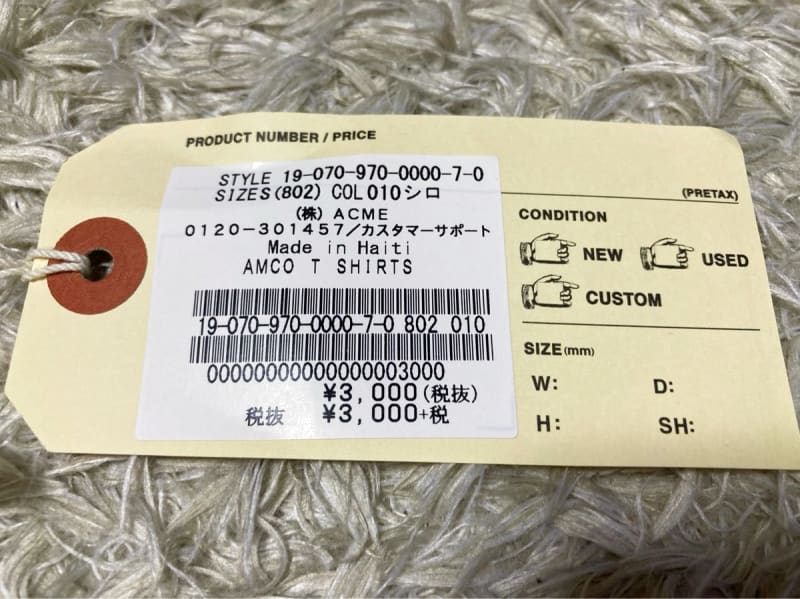 PRODUCT NUMBER / PRICE
STYLE 19-070-970-0000-7-0
SIZE S(802) COL 010シロ
(株) ACME
0120-301457/カスタマーサポート
Made in Haiti
AMCO T SHIRTS
19-070-970-0000-7-0 802 010
000000000000000003000
¥3,000(税抜)
税抜 ¥3,000+税
(PRETAX)
CONDITION
NEW USED
CUSTOM
SIZE(mm)
W: D:
H: SH: